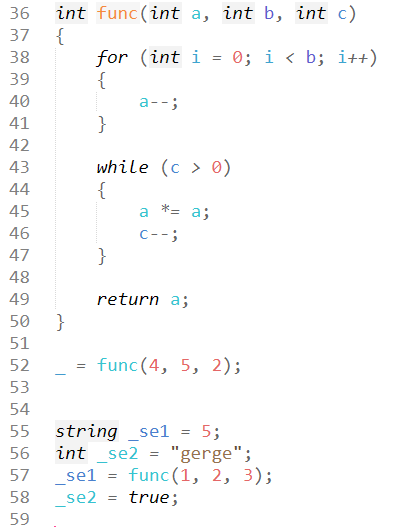 36 int func(int a, int b, int c)
37 {
38 for (int i = 0; i < b; i++)
39 {
40 a--;
41 }
42
43 while (c > 0)
44 {
45 a *= a;
46 c--;
47 }
48
49 return a;
50 }
51
52 _ = func(4, 5, 2);
53
54
55 string _se1 = 5;
56 int _se2 = "gerge";
57 _se1 = func(1, 2, 3);
58 _se2 = true;
59